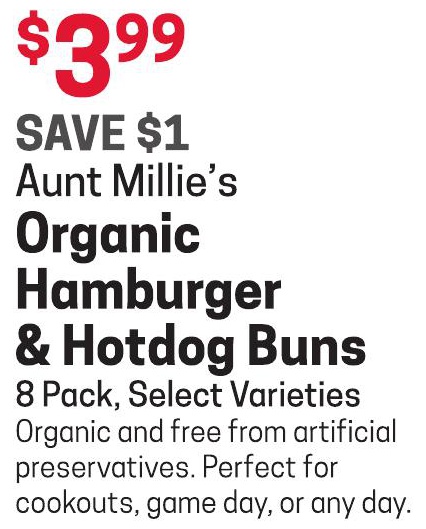 $3.99
SAVE $1
Aunt Millie's
Organic
Hamburger
& Hotdog Buns
8 Pack, Select Varieties
Organic and free from artificial
preservatives. Perfect for
cookouts, game day, or any day.